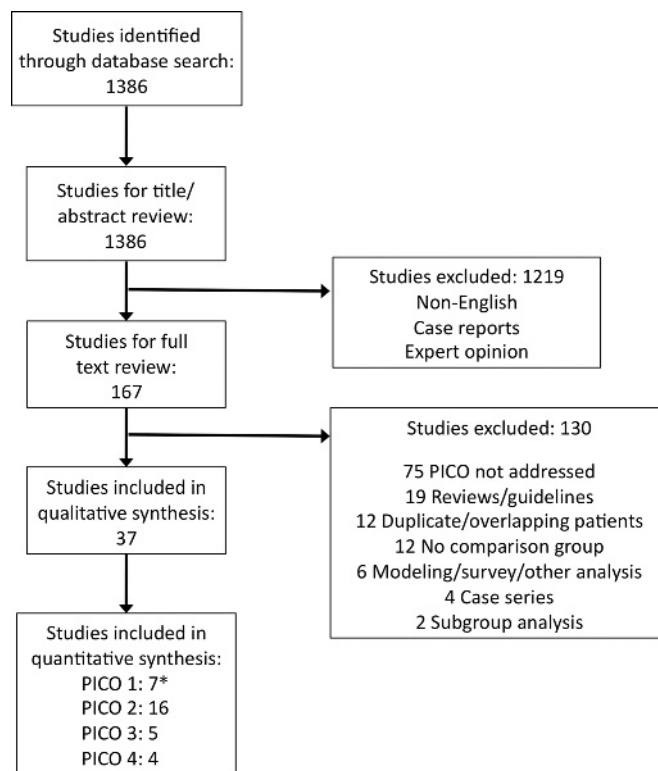 Studies identified
through database search:
1386
Studies for title/
abstract review:
1386
Studies excluded: 1219
Non-English
Case reports
Expert opinion
Studies for full
text review:
167
Studies excluded: 130
75 PICO not addressed
19 Reviews/guidelines
12 Duplicate/overlapping patients
12 No comparison group
6 Modeling/survey/other analysis
4 Case series
2 Subgroup analysis
Studies included in
qualitative synthesis:
37
Studies included in
quantitative synthesis:
PICO 1: 7*
PICO 2: 16
PICO 3: 5
PICO 4: 4